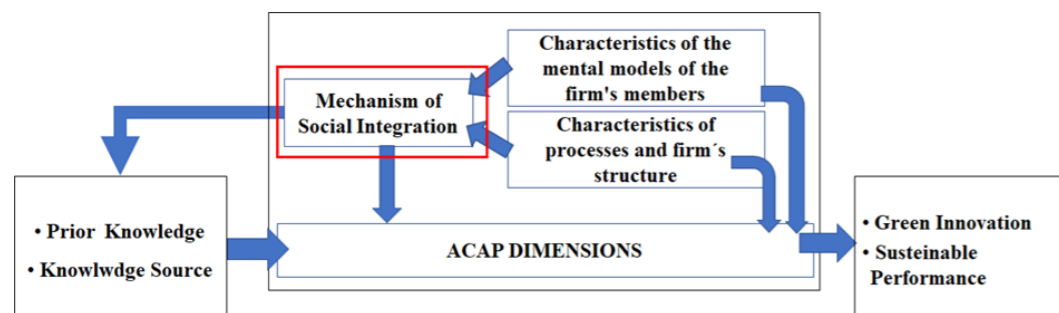 Characteristics of the
mental models of the
firm's members
Mechanism of
Social Integration
Characteristics of
processes and firm´s
structure
• Prior Knowledge
• Knowlwdge Source
ACAP DIMENSIONS
• Green Innovation
• Sustainable
Performance